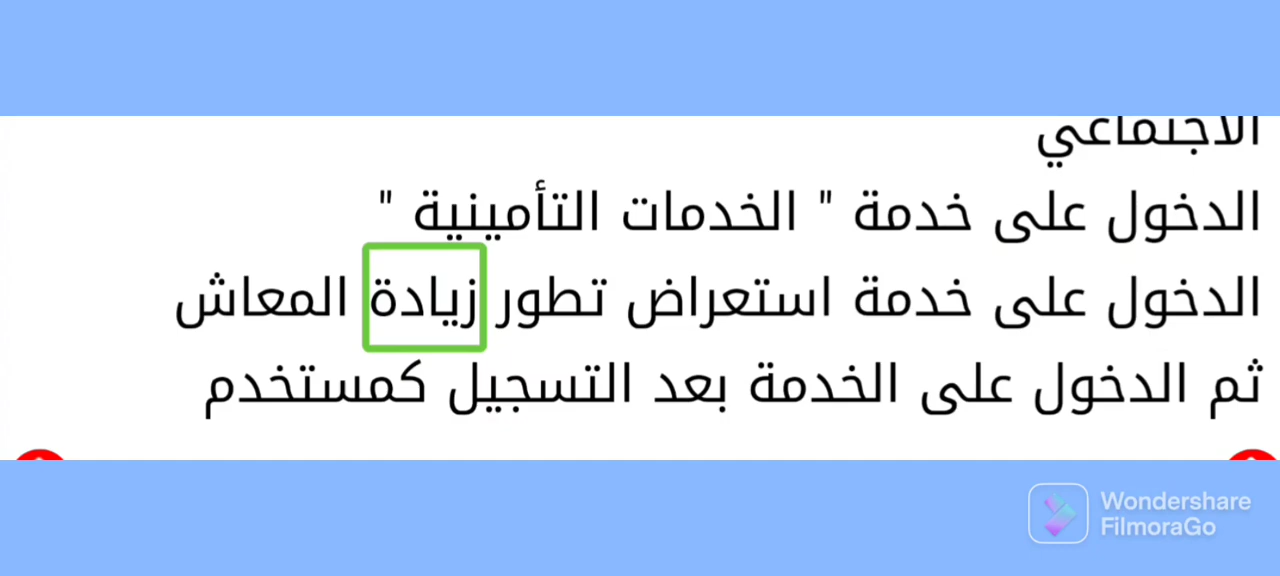 الاجتماعي
الدخول على خدمة " الخدمات التأمينية "
الدخول على خدمة استعراض تطور زيادة المعاش
ثم الدخول على الخدمة بعد التسجيل كمستخدم
Wondershare
FilmoraGo